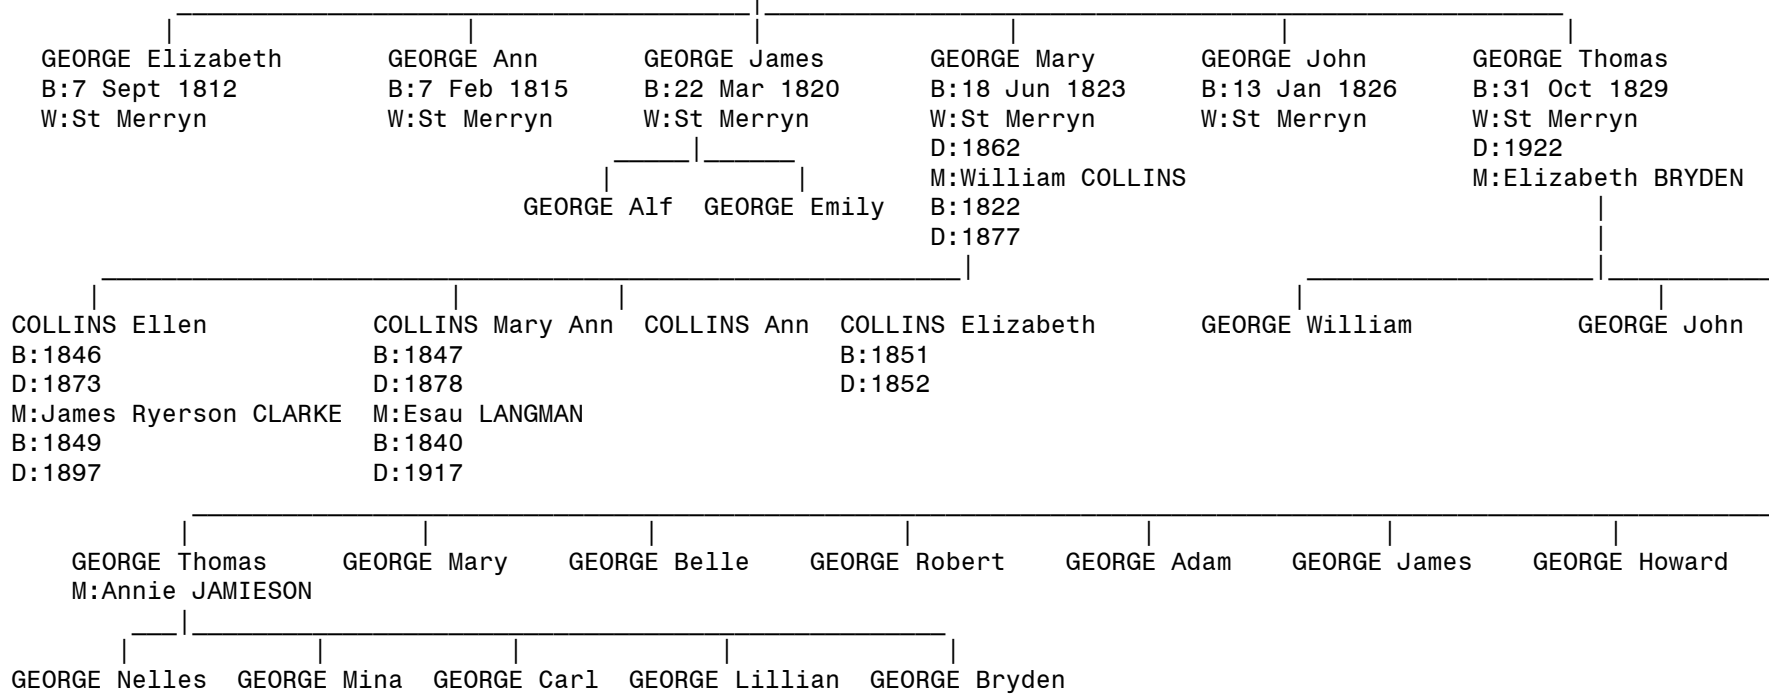 GEORGE Elizabeth GEORGE Ann GEORGE James GEORGE Mary GEORGE John GEORGE Thomas
B:7 Sept 1812 B:7 Feb 1815 B:22 Mar 1820 B:18 Jun 1823 B:13 Jan 1826 B:31 Oct 1829
W:St Merryn W:St Merryn W:St Merryn W:St Merryn W:St Merryn W:St Merryn
D:1862 D:1922
M:William COLLINS M:Elizabeth BRYDEN
GEORGE Alf GEORGE Emily B:1822
D:1877
COLLINS Ellen COLLINS Mary Ann COLLINS Ann COLLINS Elizabeth GEORGE William GEORGE John
B:1846 B:1847 B:1851
D:1873 D:1878 D:1852
M:James Ryerson CLARKE M:Esau LANGMAN
B:1849 B:1840
D:1897 D:1917
GEORGE Thomas GEORGE Mary GEORGE Belle GEORGE Robert GEORGE Adam GEORGE James GEORGE Howard
M:Annie JAMIESON
GEORGE Nelles GEORGE Mina GEORGE Carl GEORGE Lillian GEORGE Bryden